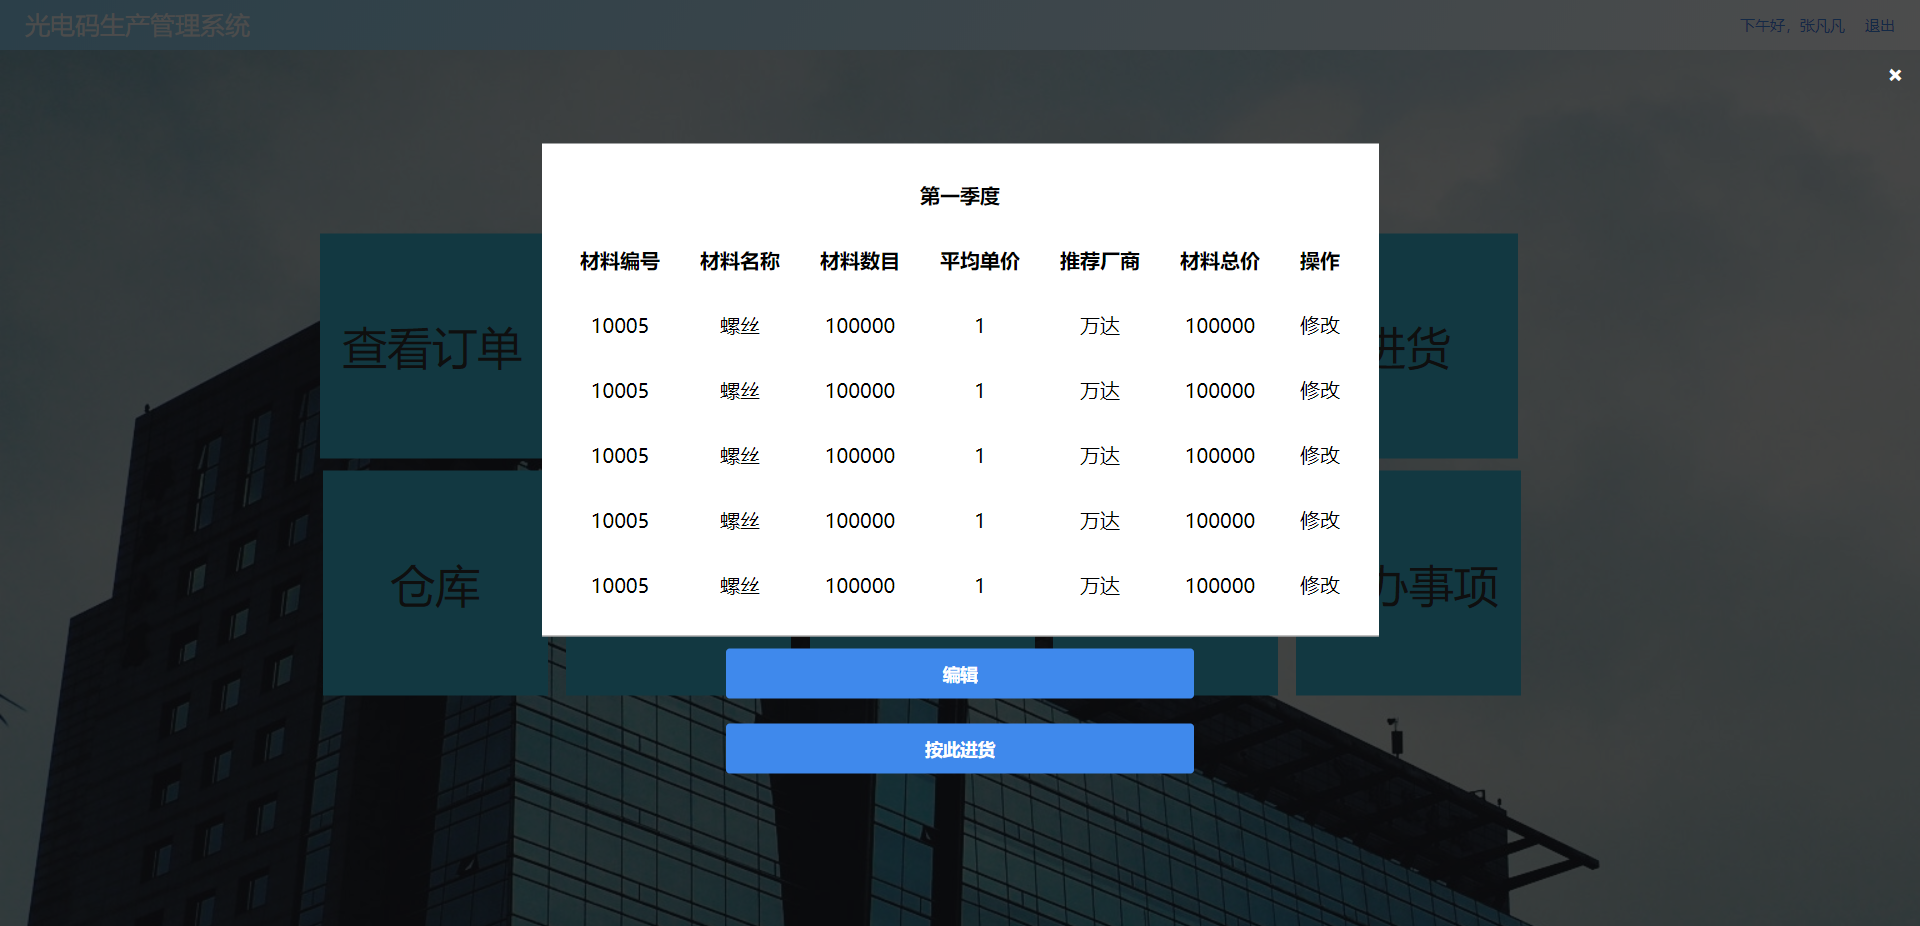 光电码生产管理系统
下午好，张凡凡 退出
×
第一季度
材料编号 材料名称 材料数目 平均单价 推荐厂商 材料总价 操作
10005 螺丝 100000 1 万达 100000 修改
10005 螺丝 100000 1 万达 100000 修改
10005 螺丝 100000 1 万达 100000 修改
10005 螺丝 100000 1 万达 100000 修改
10005 螺丝 100000 1 万达 100000 修改
查看订单
进货
仓库
办事项
编辑
按此进货